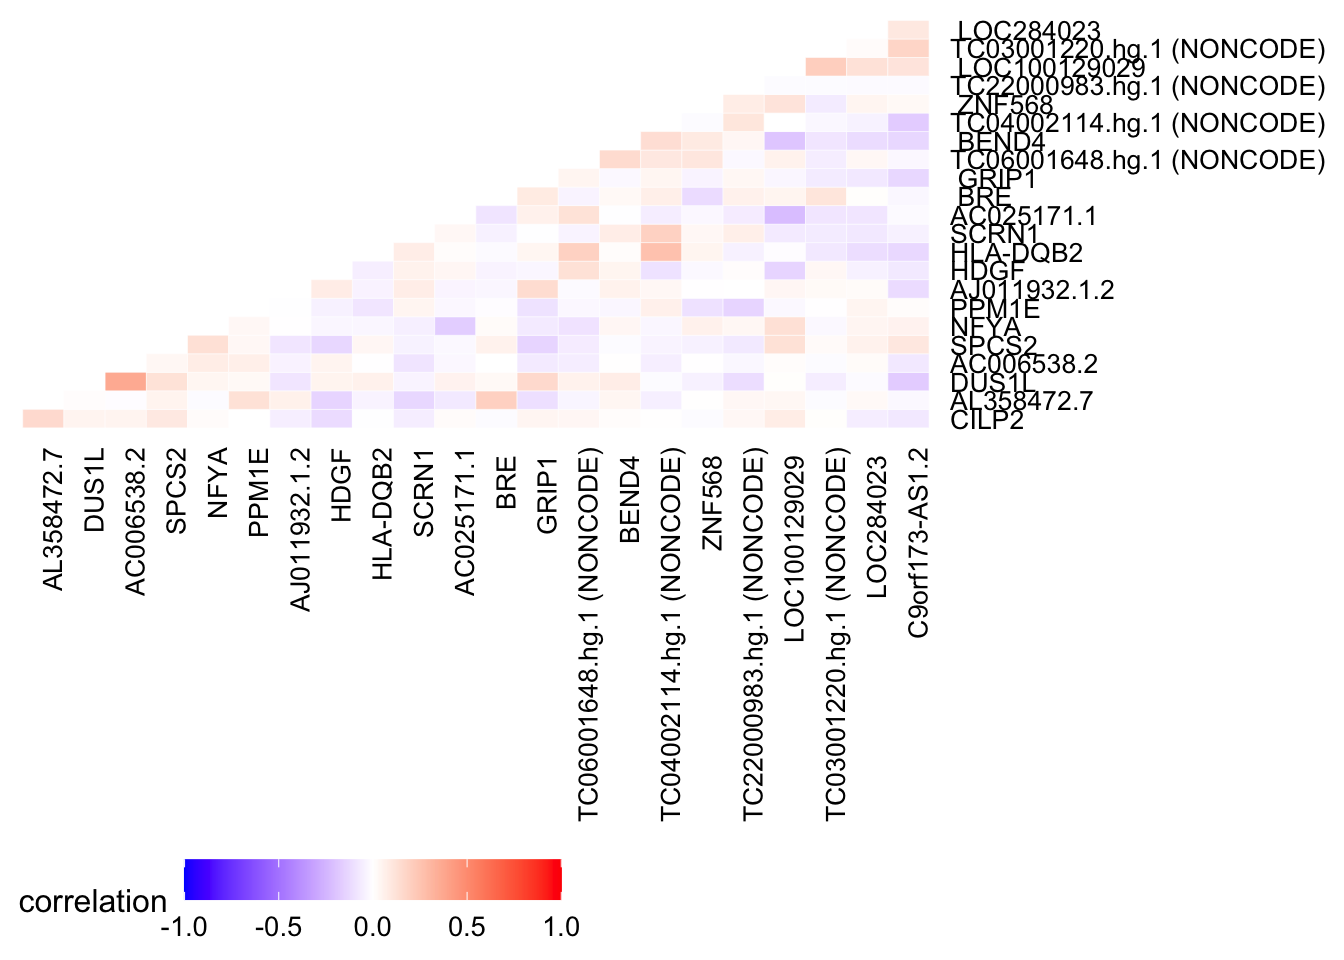 LOC284023
TC03001220.hg.1 (NONCODE)
LOC100129029
TC22000983.hg.1 (NONCODE)
ZNF568
TC04002114.hg.1 (NONCODE)
BEND4
TC06001648.hg.1 (NONCODE)
GRIP1
BRE
AC025171.1
SCRN1
HLA-DQB2
HDGF
AJ011932.1.2
PPM1E
NFYA
SPCS2
AC006538.2
DUS1L
AL358472.7
CILP2
AL358472.7
DUS1L
AC006538.2
SPCS2
NFYA
PPM1E
AJ011932.1.2
HDGF
HLA-DQB2
SCRN1
AC025171.1
BRE
GRIP1
TC06001648.hg.1 (NONCODE)
BEND4
TC04002114.hg.1 (NONCODE)
ZNF568
TC22000983.hg.1 (NONCODE)
LOC100129029
TC03001220.hg.1 (NONCODE)
LOC284023
C9orf173-AS1.2
correlation
-1.0 -0.5 0.0 0.5 1.0